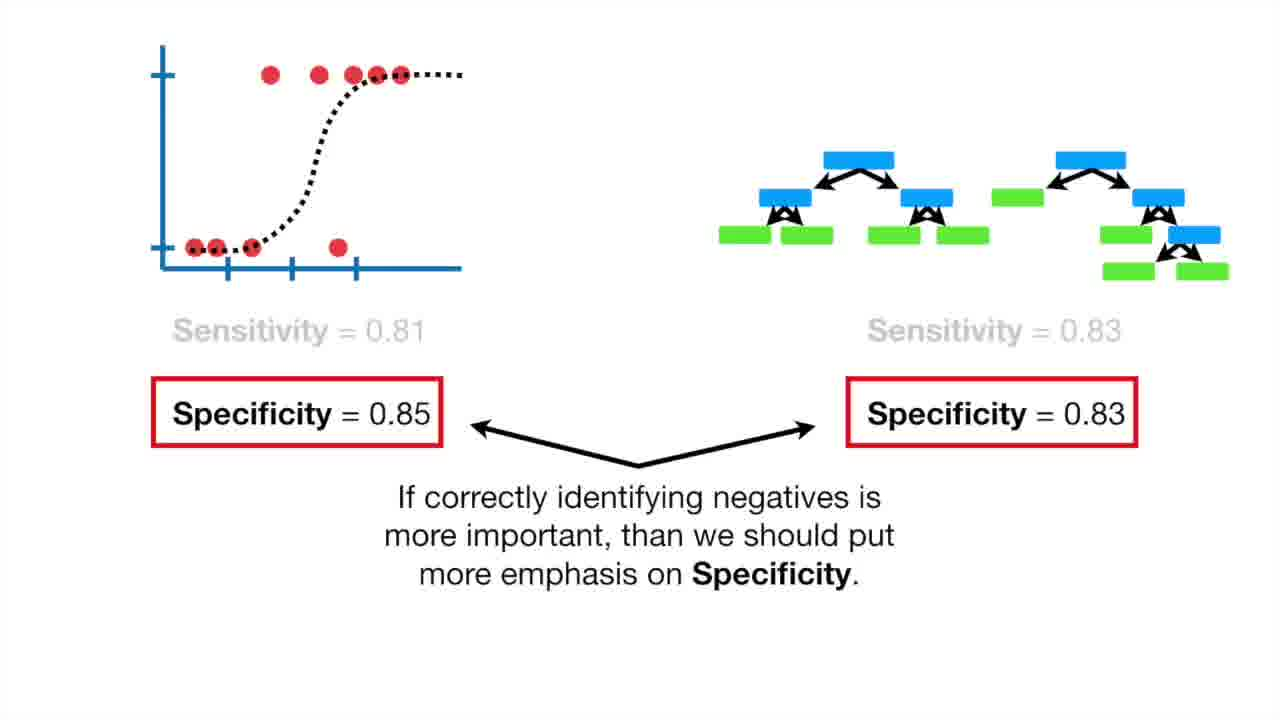 Sensitivity = 0.81
Sensitivity = 0.83
Specificity = 0.85
Specificity = 0.83
If correctly identifying negatives is
more important, than we should put
more emphasis on Specificity.